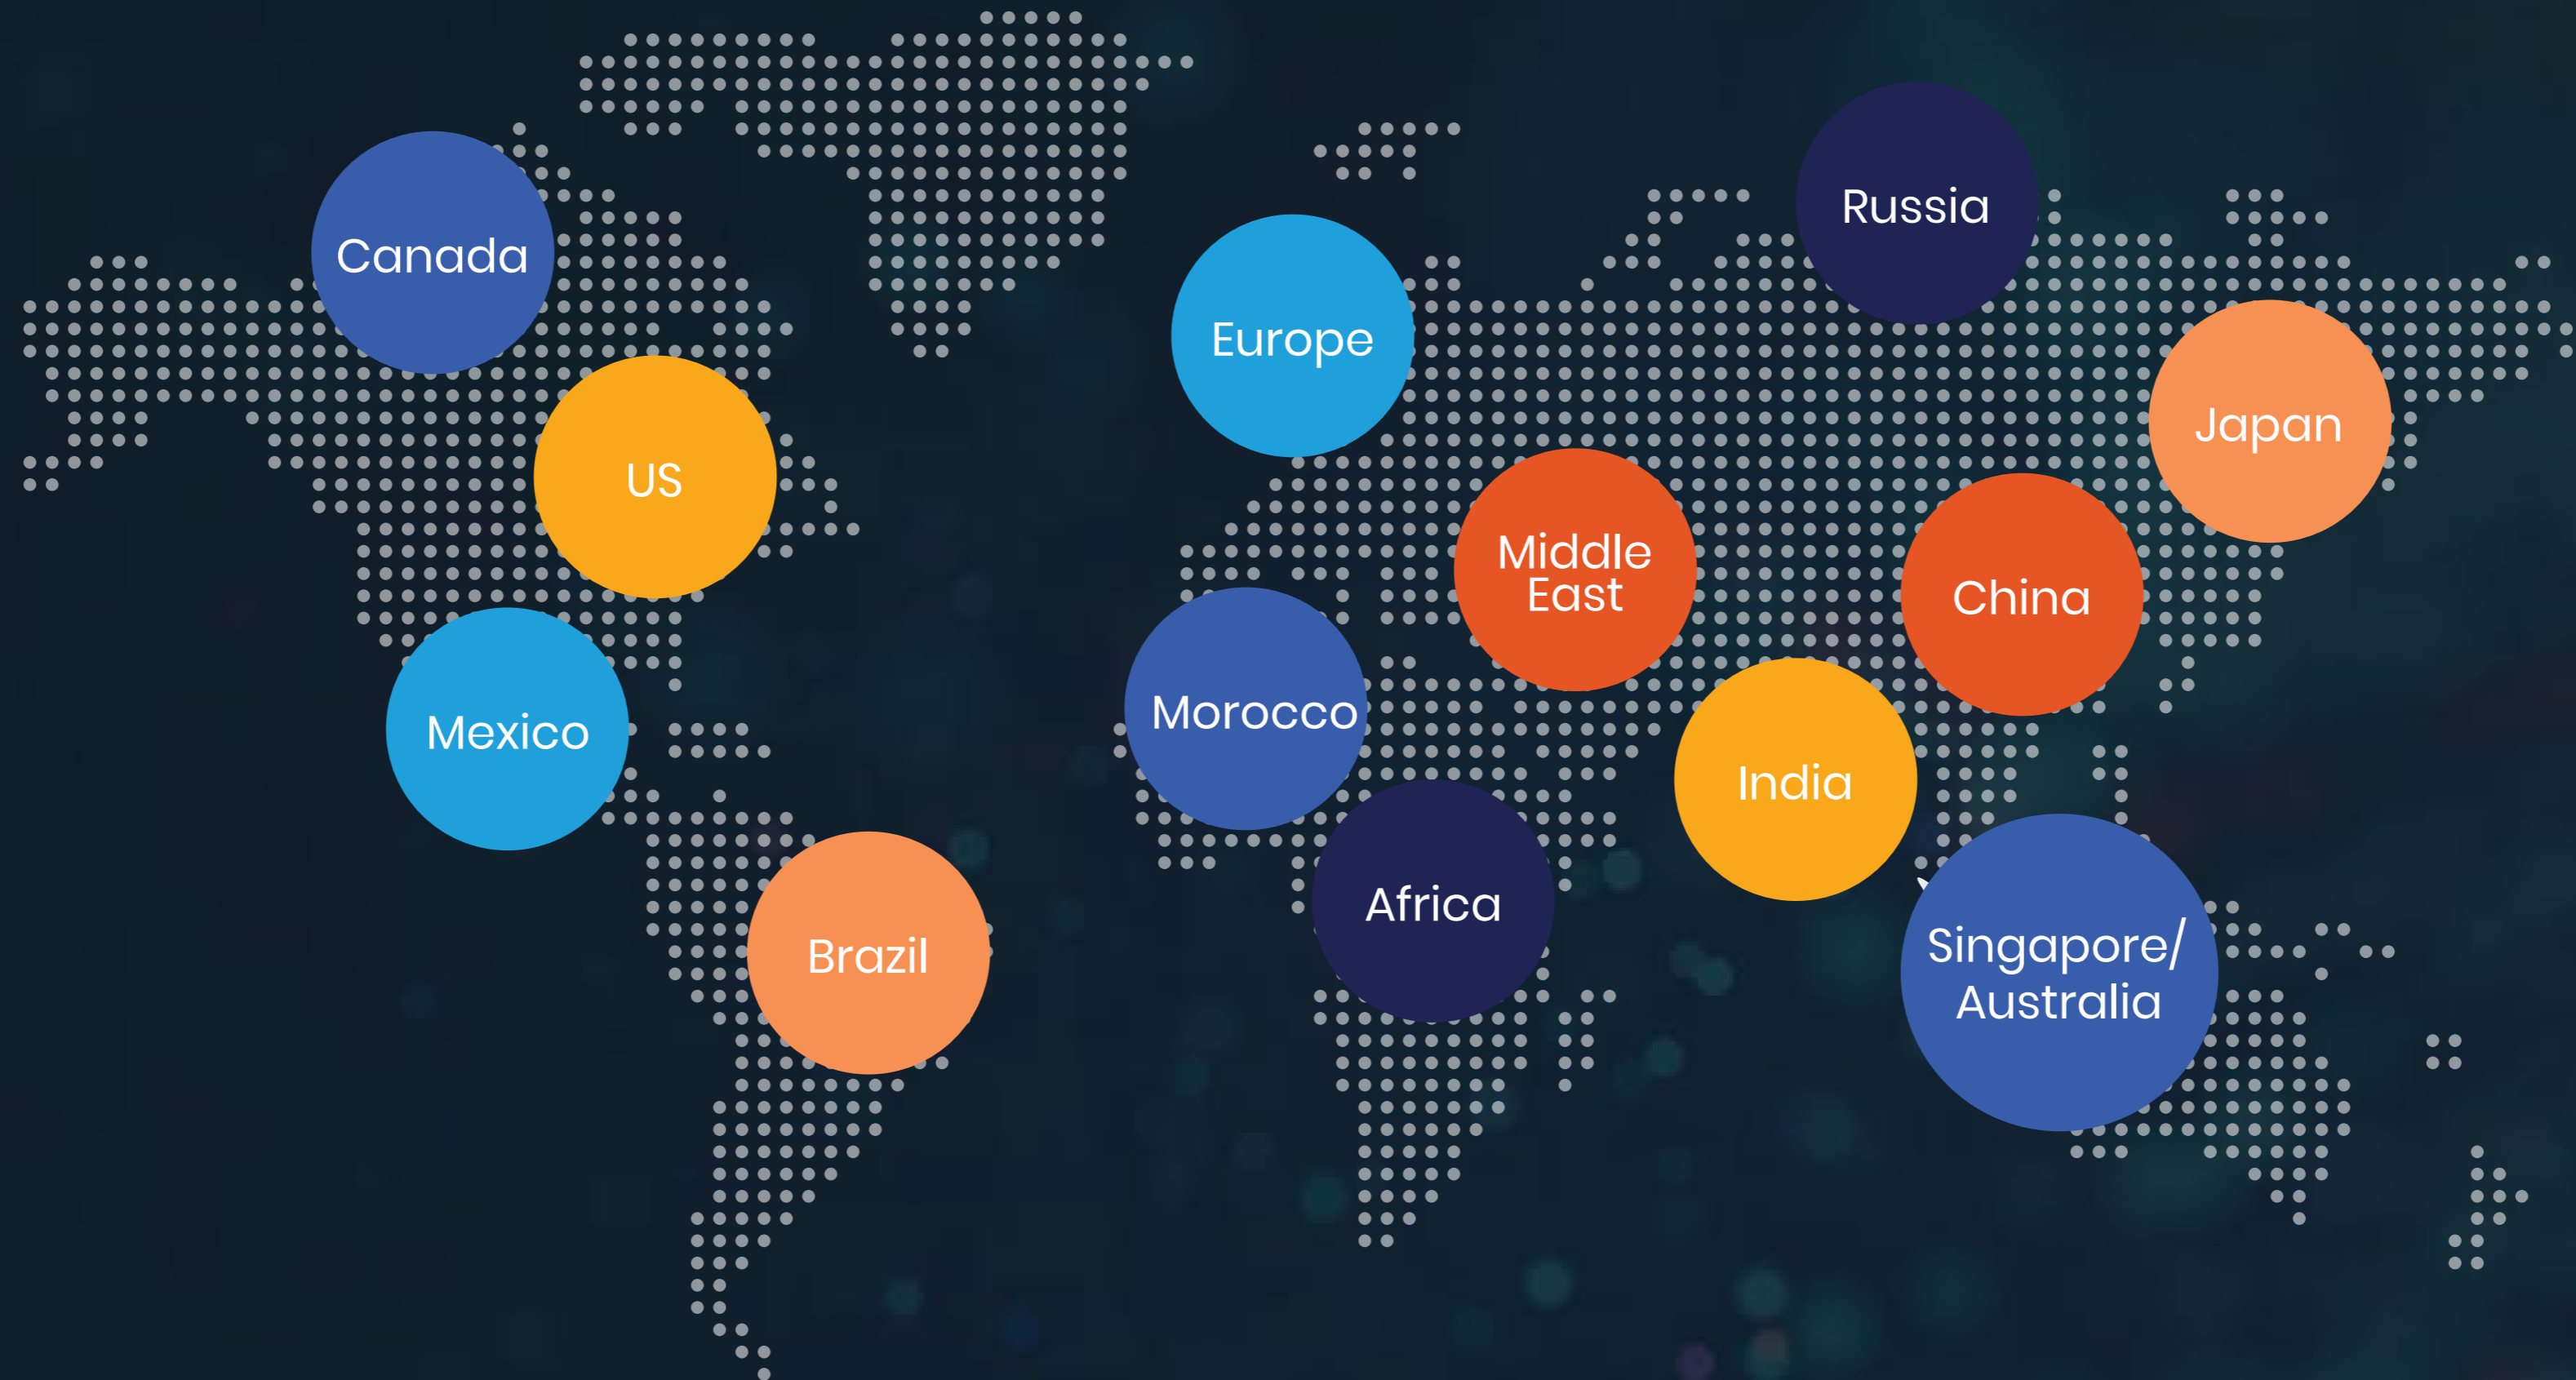 Canada
Russia
Europe
Japan
US
Middle
East
China
Morocco
Mexico
India
Africa
Brazil
Singapore/
Australia